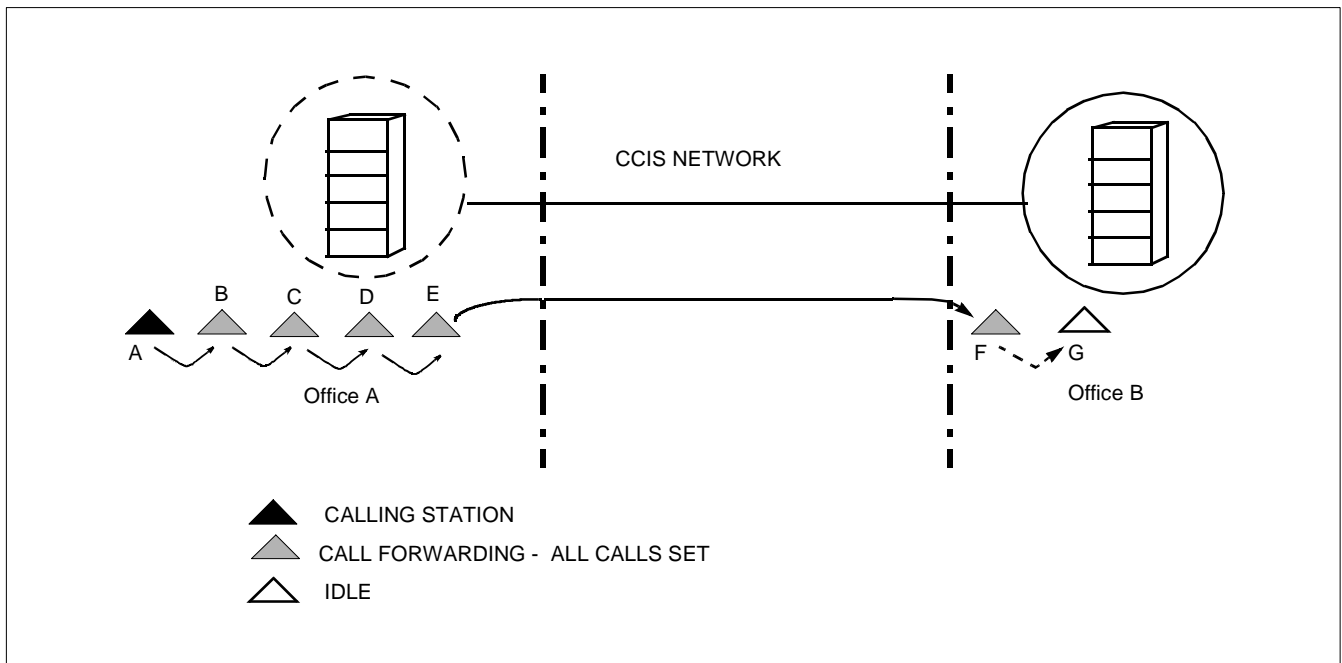 CCIS NETWORK
B
C
D
E
A
F
G
Office A
Office B
CALLING STATION
CALL FORWARDING - ALL CALLS SET
IDLE